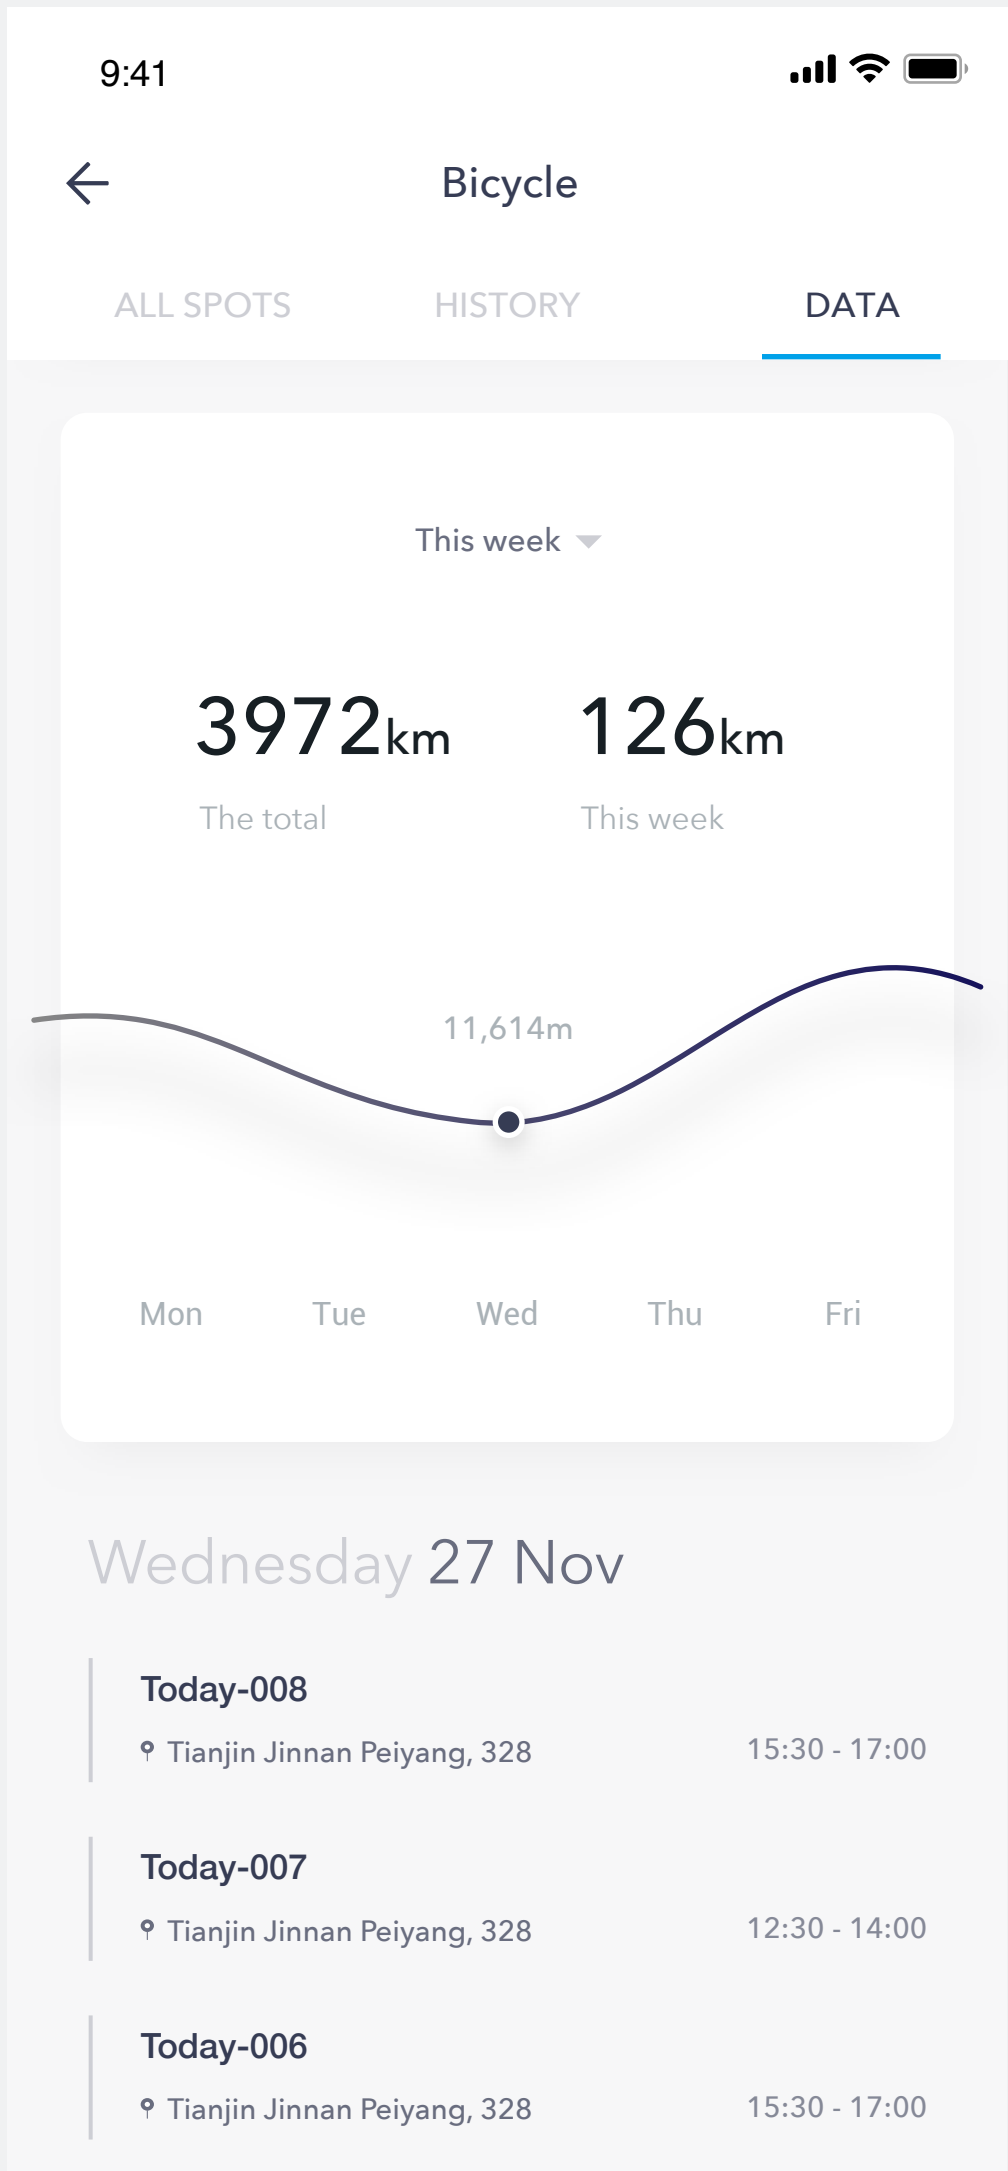 9:41
Bicycle
ALL SPOTS HISTORY DATA
This week
3972km 126km
The total This week
11,614m
Mon Tue Wed Thu Fri
Wednesday 27 Nov
Today-008
Tianjin Jinnan Peiyang, 328 15:30 - 17:00
Today-007
Tianjin Jinnan Peiyang, 328 12:30 - 14:00
Today-006
Tianjin Jinnan Peiyang, 328 15:30 - 17:00